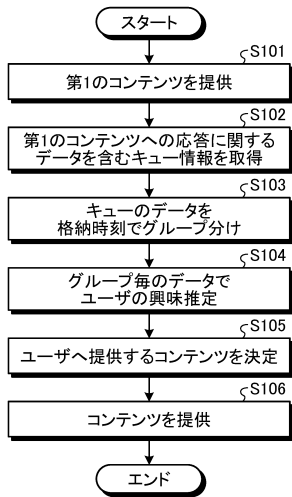 スタート
S101
第1のコンテンツを提供
S102
第1のコンテンツへの応答に関する
データを含むキュー情報を取得
S103
キューのデータを
格納時刻でグループ分け
S104
グループ毎のデータで
ユーザの興味推定
S105
ユーザへ提供するコンテンツを決定
S106
コンテンツを提供
エンド